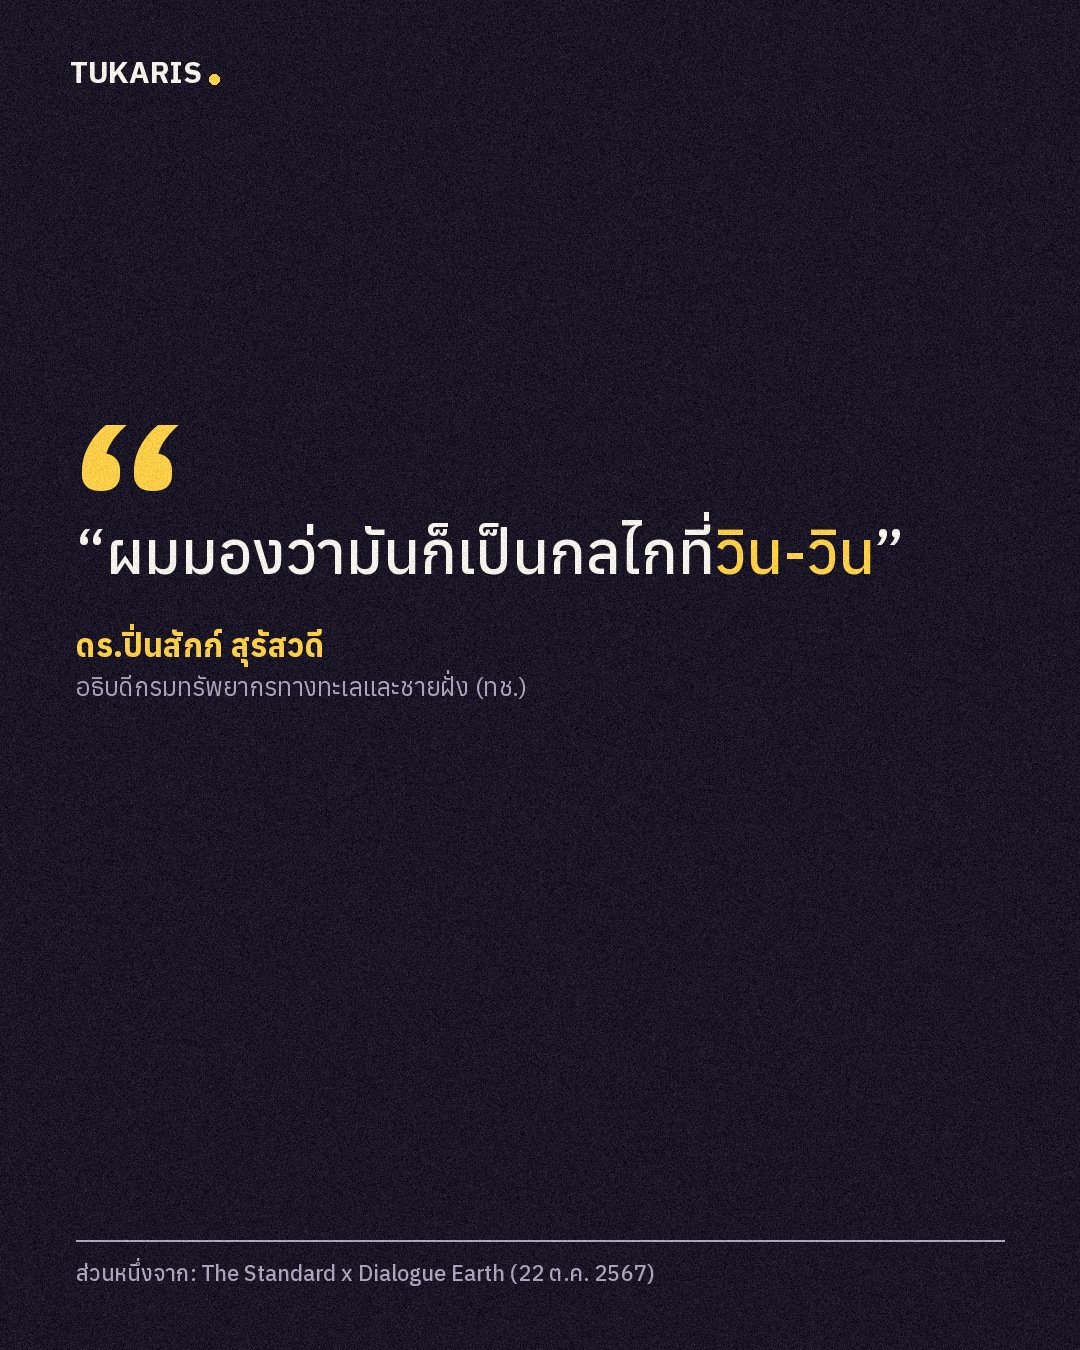 TUKARIS
“
“ผมมองว่ามันก็เป็นกลไกที่วิน-วิน”
ดร.ปิ่นสักก์ สุรัสวดี
อธิบดีกรมทรัพยากรทางทะเลและชายฝั่ง (ทช.)
ส่วนหนึ่งจาก: The Standard x Dialogue Earth (22 ต.ค. 2567)